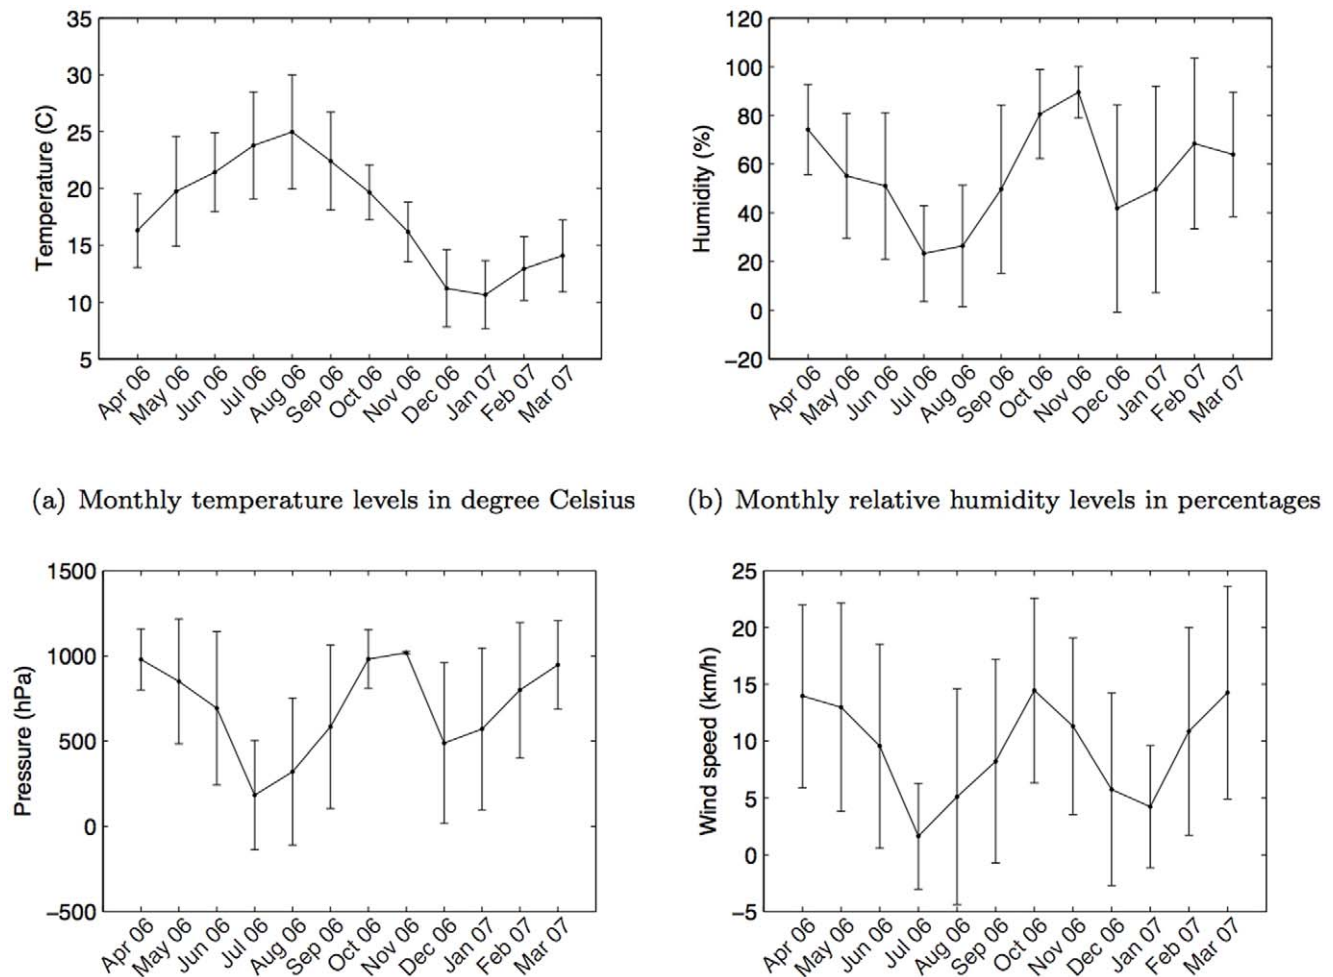 35
30
25
20
15
10
5
Temperature (C)
Apr 06 May 06 Jun 06 Jul 06 Aug 06 Sep 06 Oct 06 Nov 06 Dec 06 Jan 07 Feb 07 Mar 07
(a) Monthly temperature levels in degree Celsius
120
100
80
60
40
20
0
−20
Humidity (%)
Apr 06 May 06 Jun 06 Jul 06 Aug 06 Sep 06 Oct 06 Nov 06 Dec 06 Jan 07 Feb 07 Mar 07
(b) Monthly relative humidity levels in percentages
1500
1000
500
0
−500
Pressure (hPa)
Apr 06 May 06 Jun 06 Jul 06 Aug 06 Sep 06 Oct 06 Nov 06 Dec 06 Jan 07 Feb 07 Mar 07
25
20
15
10
5
0
−5
Wind speed (km/h)
Apr 06 May 06 Jun 06 Jul 06 Aug 06 Sep 06 Oct 06 Nov 06 Dec 06 Jan 07 Feb 07 Mar 07